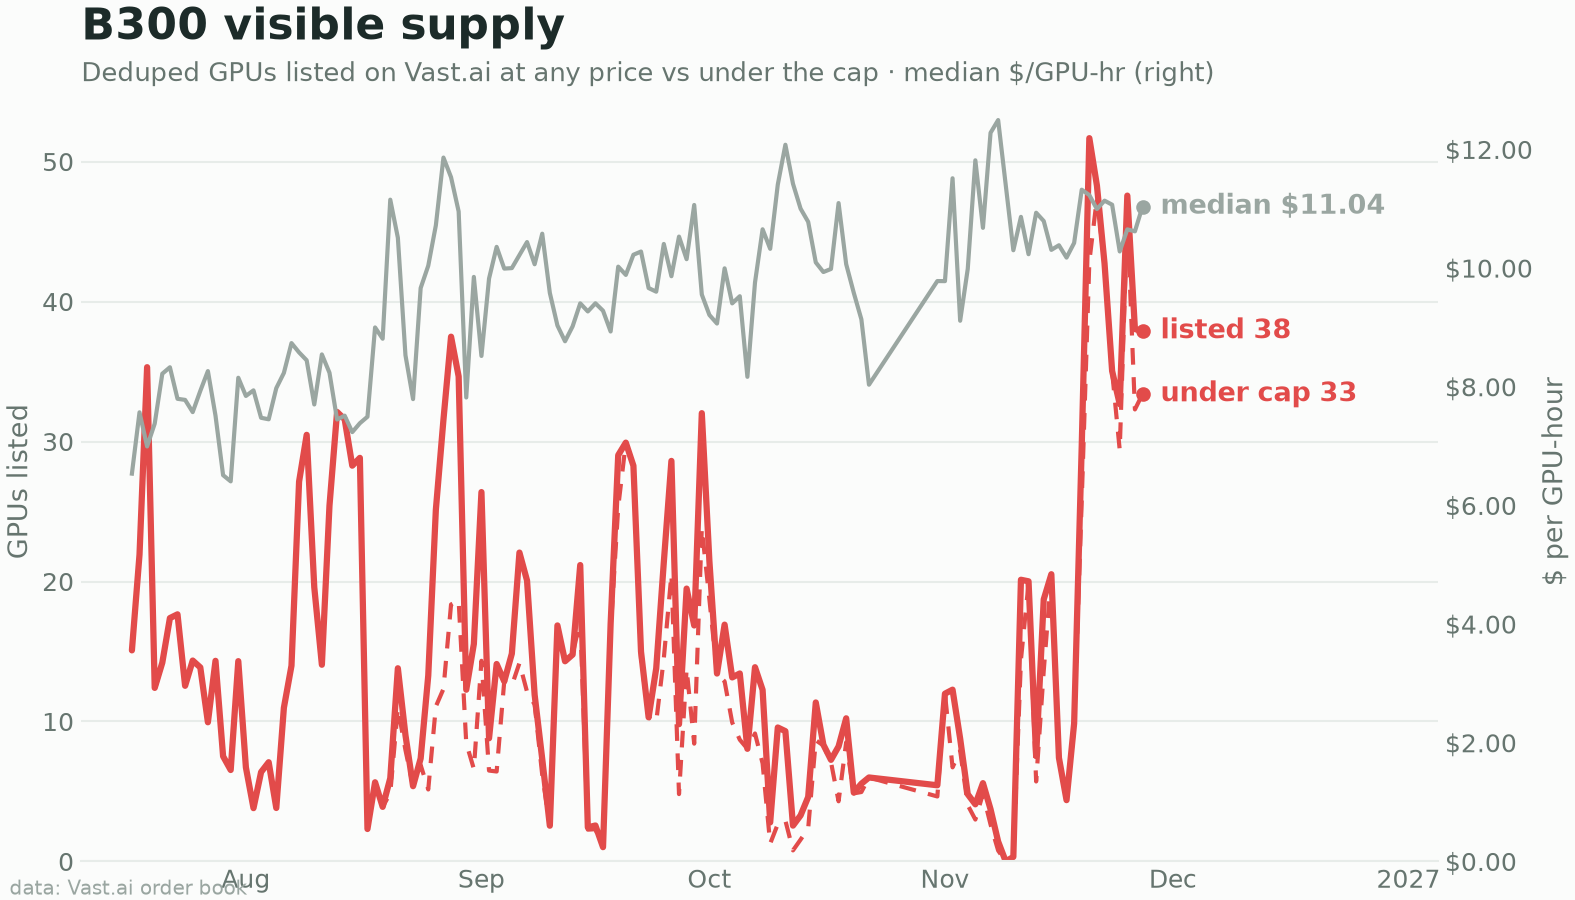 B300 visible supply
Deduped GPUs listed on Vast.ai at any price vs under the cap · median $/GPU-hr (right)
50
40
30
20
10
0
GPUs listed
$12.00
$10.00
$8.00
$6.00
$4.00
$2.00
$0.00
$ per GPU-hour
median $11.04
listed 38
under cap 33
Aug
Sep
Oct
Nov
Dec
2027
data: Vast.ai order book